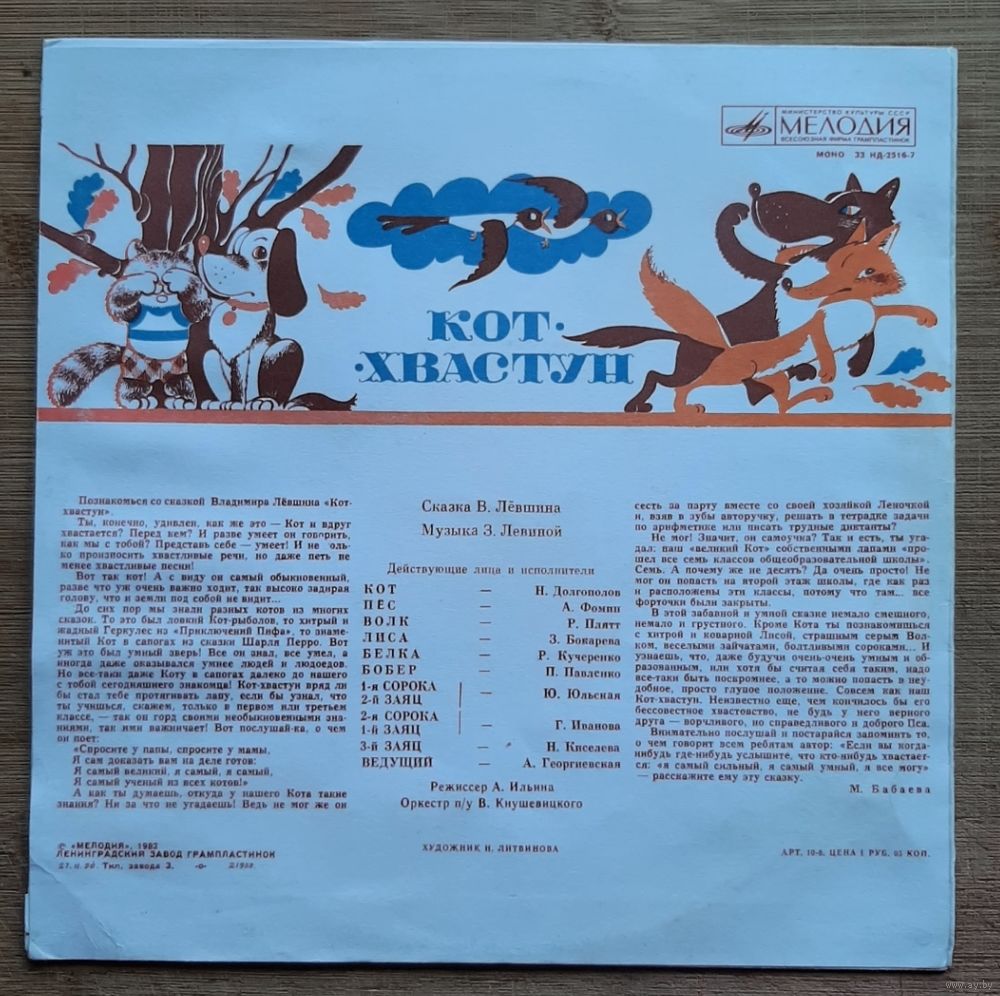 МИНИСТЕРСТВО КУЛЬТУРЫ СССР
МЕЛОДИЯ
ВСЕСОЮЗНАЯ ФИРМА ГРАМПЛАСТИНОК
МОНО 33 НД-2516-7
КОТ·
·ХВАСТУН
Познакомься со сказкой Владимира Лёвшина «Кот-
хвастун».
Ты, конечно, удивлен, как же это — Кот и вдруг
хвастается? Перед кем? И разве умеет он говорить,
как мы с тобой? Представь себе — умеет! И не только
произносить хвастливые речи, но даже петь не
менее хвастливые песни!
Вот так кот! А с виду он самый обыкновенный,
разве что уж очень важно ходит, так высоко задирая
голову, что и земли под собой не видит...
До сих пор мы знали разных котов из многих
сказок. То это был ловкий Кот-рыболов, то хитрый и
жадный Геркулес из «Приключений Пифа», то знаме-
нитый Кот в сапогах из сказки Шарля Перро. Вот
уж это был умный зверь! Все он знал, все умел, а
иногда даже оказывался умнее людей и людоедов.
Но все-таки даже Коту в сапогах далеко до нашего
с тобой сегодняшнего знакомца! Кот-хвастун вряд ли
бы стал тебе протягивать лапу, если бы узнал, что
ты учишься, скажем, только в первом или третьем
классе, — так он горд своими необыкновенными зна-
ниями, так ими важничает! Вот послушай-ка, о чем
он поет:
«Спросите у папы, спросите у мамы,
Я сам доказать вам на деле готов:
Я самый великий, я самый, я самый,
Я самый ученый из всех котов!»
А как ты думаешь, откуда у нашего Кота такие
знания? Ни за что не угадаешь! Ведь не мог же он
Сказка В. Лёвшина
Музыка З. Левиной
Действующие лица и исполнители
КОТ — Н. Долгополов
ПЁС — А. Фомин
ВОЛК — Р. Плятт
ЛИСА — З. Бокарева
БЕЛКА — Р. Кучеренко
БОБЕР — П. Павленко
1-я СОРОКА
2-й ЗАЯЦ — Ю. Юльская
2-я СОРОКА
1-й ЗАЯЦ — Г. Иванова
3-й ЗАЯЦ — Н. Киселева
ВЕДУЩИЙ — А. Георгиевская
Режиссер А. Ильина
Оркестр п/у В. Кнушевицкого
сесть за парту вместе со своей хозяйкой Леночкой
и, взяв в зубы авторучку, решать в тетрадке задачи
по арифметике или писать трудные диктанты?
Не мог! Значит, он самоучка? Так и есть, ты уга-
дал: наш «великий Кот» собственными лапами «про-
шел все семь классов общеобразовательной школы».
Семь. А почему же не десять? Да очень просто! Не
мог он попасть на второй этаж школы, где как раз
и расположены эти классы, потому что там... все
форточки были закрыты.
В этой забавной и умной сказке немало смешного,
немало и грустного. Кроме Кота ты познакомишься
с хитрой и коварной Лисой, страшным серым Вол-
ком, веселыми зайчатами, болтливыми сороками... И
узнаешь, что, даже будучи очень-очень умным и об-
разованным, или хотя бы считая себя таким, надо
все-таки быть поскромнее, а то можно попасть в неу-
добное, просто глупое положение. Совсем как наш
Кот-хвастун. Неизвестно еще, чем кончилось бы его
бессовестное хвастовство, не будь у него верного
друга — ворчливого, но справедливого и доброго Пса.
Внимательно послушай и постарайся запомнить то,
о чем говорит всем ребятам автор: «Если вы когда-
нибудь где-нибудь услышите, что кто-нибудь хвастает-
ся: «я самый сильный, я самый умный, я все могу»
— расскажите ему эту сказку.
М. Бабаева
© «МЕЛОДИЯ», 1982
ЛЕНИНГРАДСКИЙ ЗАВОД ГРАМПЛАСТИНОК
Тип. завода
ХУДОЖНИК Н. ЛИТВИНОВА
АРТ. 10-8. ЦЕНА 1 РУБ. 05 КОП.
www.ay.by